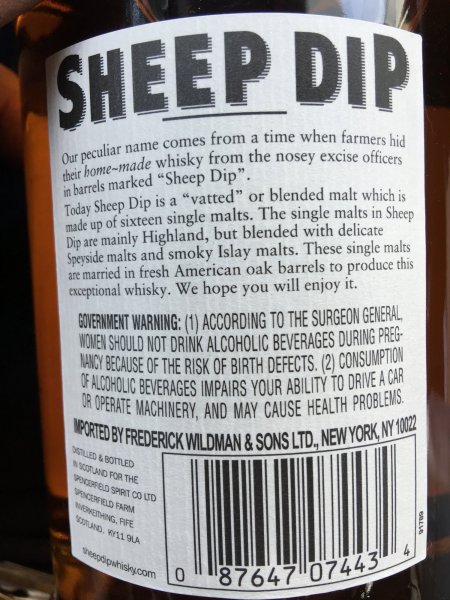 SHEEP DIP
Our peculiar name comes from a time when farmers hid
their home~made whisky from the nosey excise officers
in barrels marked “Sheep Dip”.
Today Sheep Dip is a “vatted” or blended malt which is
made up of sixteen single malts. The single malts in Sheep
Dip are mainly Highland, but blended with delicate
Speyside malts and smoky Islay malts. These single malts
are married in fresh American oak barrels to produce this
exceptional whisky. We hope you will enjoy it.
GOVERNMENT WARNING: (1) ACCORDING TO THE SURGEON GENERAL,
WOMEN SHOULD NOT DRINK ALCOHOLIC BEVERAGES DURING PREG-
NANCY BECAUSE OF THE RISK OF BIRTH DEFECTS. (2) CONSUMPTION
OF ALCOHOLIC BEVERAGES IMPAIRS YOUR ABILITY TO DRIVE A CAR
OR OPERATE MACHINERY, AND MAY CAUSE HEALTH PROBLEMS.
IMPORTED BY FREDERICK WILDMAN & SONS LTD., NEW YORK, NY 10022
DISTILLED & BOTTLED
IN SCOTLAND FOR THE
SPENCERFIELD SPIRIT CO LTD
SPENCERFIELD FARM
INVERKEITHING, FIFE
SCOTLAND, KY11 9LA
sheepdipwhisky.com
0 87647 07443 4
91789